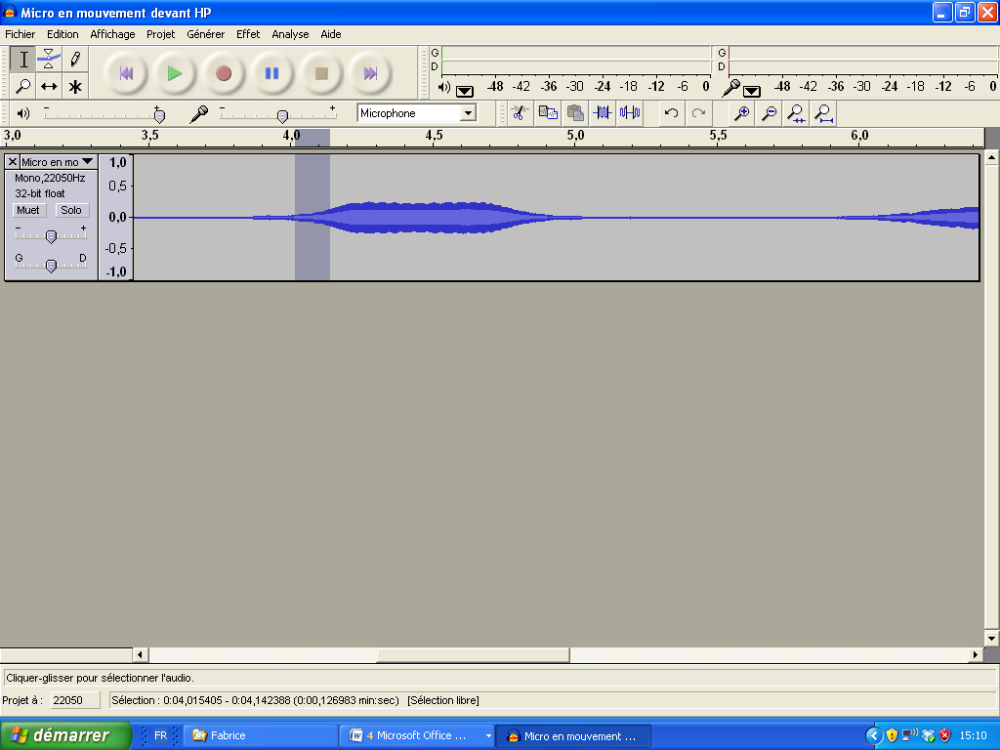 Micro en mouvement devant HP
Fichier Edition Affichage Projet Générer Effet Analyse Aide
G
D
-48 -42 -36 -30 -24 -18 -12 -6 0
G
D
-48 -42 -36 -30 -24 -18 -12 -6 0
- + - + Microphone
3,0 3,5 4,0 4,5 5,0 5,5 6,0
Micro en mo
Mono,22050Hz
32-bit float
Muet Solo
- +
G D
1,0
0,5
0,0
-0,5
-1,0
Cliquer-glisser pour sélectionner l'audio.
Projet à : 22050 Sélection : 0:04,015405 - 0:04,142388 (0:00,126983 min:sec) [Sélection libre]
démarrer FR Fabrice 4 Microsoft Office ... Micro en mouvement ... 15:10